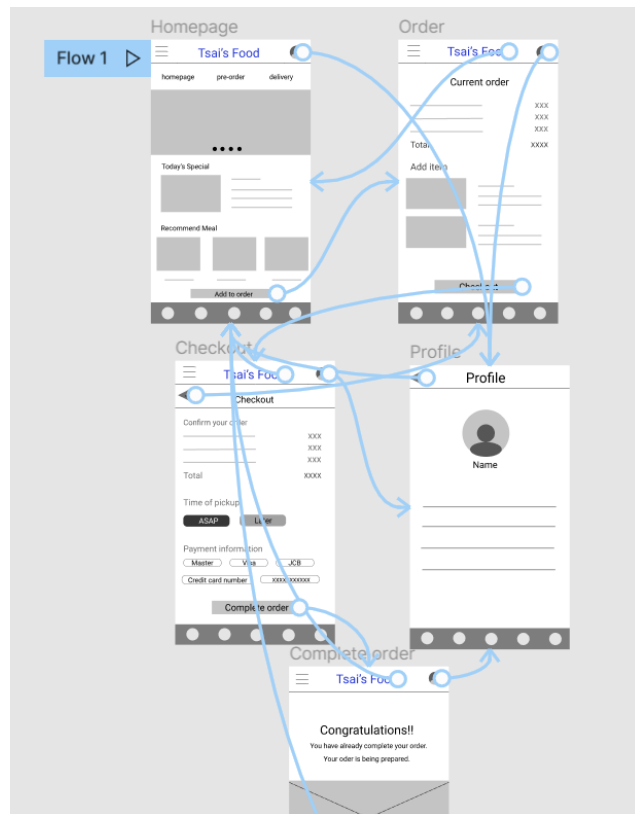 Homepage
Flow 1
Tsai's Food
homepage pre-order delivery
Today's Special
Recommend Meal
Add to order
Order
Tsai's Food
Current order
xxx
xxx
xxx
Total xxxx
Add item
Checkout
Checkout
Tsai's Food
Checkout
Confirm your order
xxx
xxx
xxx
Total xxxx
Time of pickup
ASAP Later
Payment information
Master Visa JCB
Credit card number xxxxxxxxxxx
Complete order
Profile
Profile
Name
Complete order
Tsai's Food
Congratulations!!
You have already complete your order.
Your oder is being prepared.